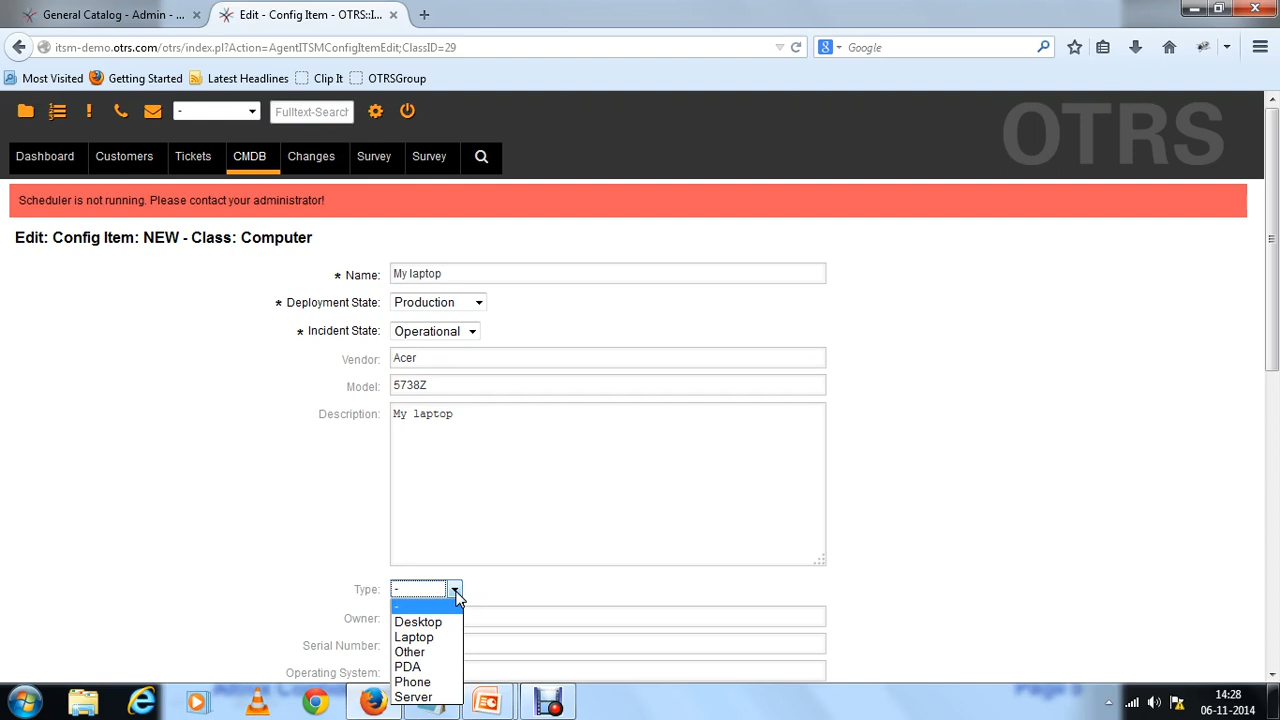 General Catalog - Admin - ...
Edit - Config Item - OTRS::I...
itsm-demo.otrs.com/otrs/index.pl?Action=AgentITSMConfigItemEdit;ClassID=29
Google
Most Visited
Getting Started
Latest Headlines
Clip It
OTRSGroup
-
Fulltext-Search
OTRS
Dashboard
Customers
Tickets
CMDB
Changes
Survey
Survey
Scheduler is not running. Please contact your administrator!
Edit: Config Item: NEW - Class: Computer
* Name: My laptop
* Deployment State: Production
* Incident State: Operational
Vendor: Acer
Model: 5738Z
Description: My laptop
Type: -
-
Owner:
Desktop
Laptop
Serial Number:
Other
PDA
Operating System:
Phone
Server
14:28
06-11-2014